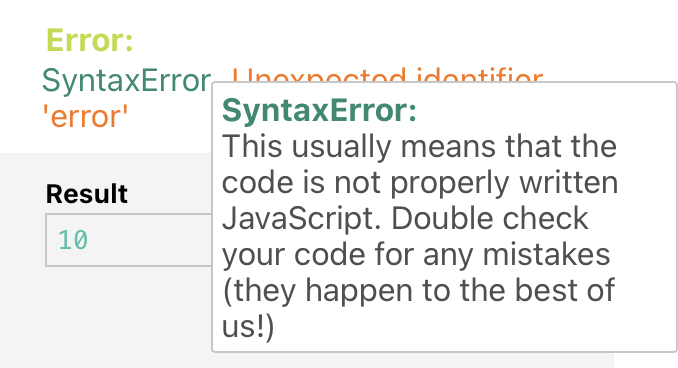 Error:
SyntaxError Unexpected identifier
'error'
SyntaxError:
This usually means that the
code is not properly written
JavaScript. Double check
your code for any mistakes
(they happen to the best of
us!)
Result
10